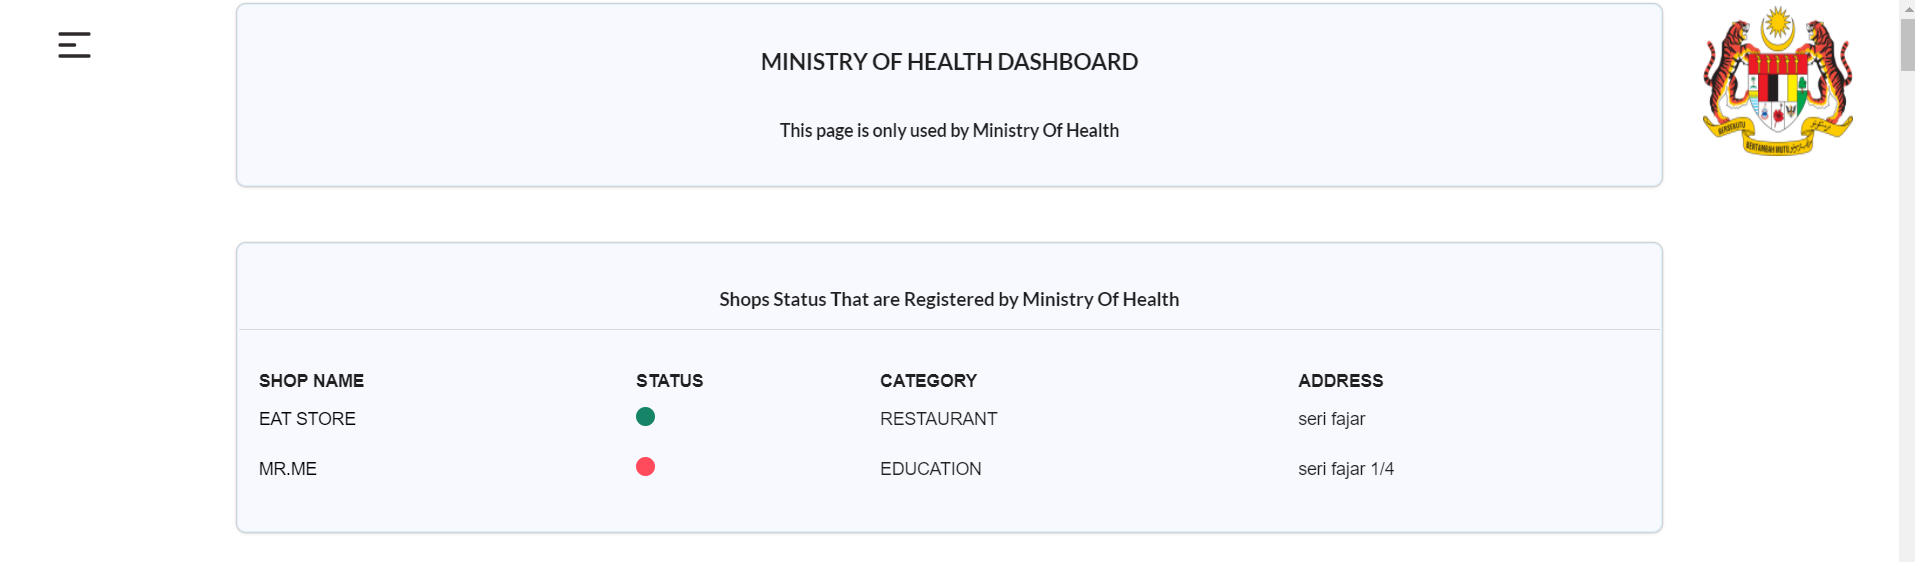 MINISTRY OF HEALTH DASHBOARD
This page is only used by Ministry Of Health
BERSEKUTU
BERTAMBAH MUTU
Shops Status That are Registered by Ministry Of Health
SHOP NAME STATUS CATEGORY ADDRESS
EAT STORE RESTAURANT seri fajar
MR.ME EDUCATION seri fajar 1/4